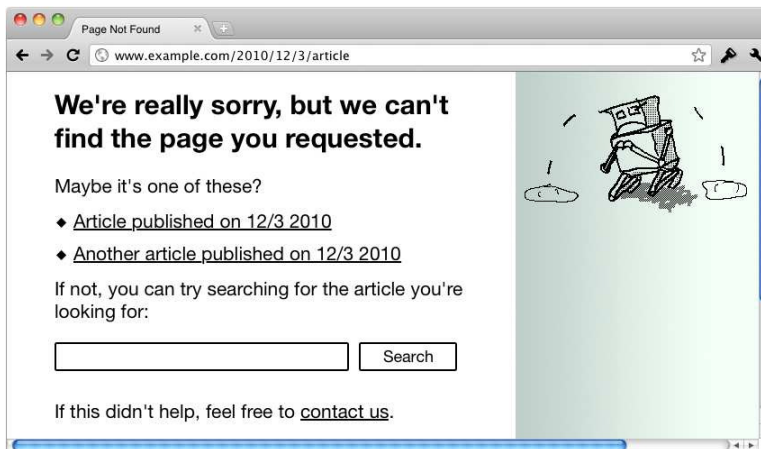 Page Not Found
www.example.com/2010/12/3/article
We're really sorry, but we can't
find the page you requested.
Maybe it's one of these?
Article published on 12/3 2010
Another article published on 12/3 2010
If not, you can try searching for the article you're
looking for:
Search
If this didn't help, feel free to contact us.